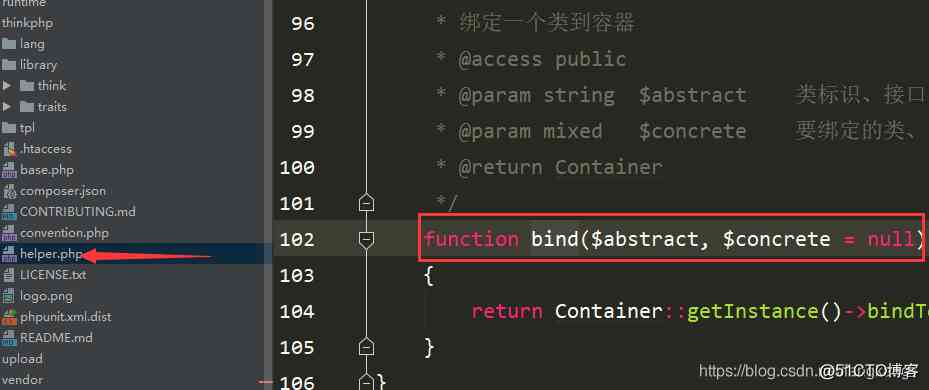 runtime
thinkphp
lang
library
think
traits
tpl
.htaccess
base.php
composer.json
CONTRIBUTING.md
convention.php
helper.php
LICENSE.txt
logo.png
phpunit.xml.dist
README.md
upload
vendor
96 * 绑定一个类到容器
97 * @access public
98 * @param string $abstract 类标识、接口
99 * @param mixed $concrete 要绑定的类、
100 * @return Container
101 */
102 function bind($abstract, $concrete = null)
103 {
104 return Container::getInstance()->bindT
105 }
106 }
https://blog.csdn.n
@51CTO博客